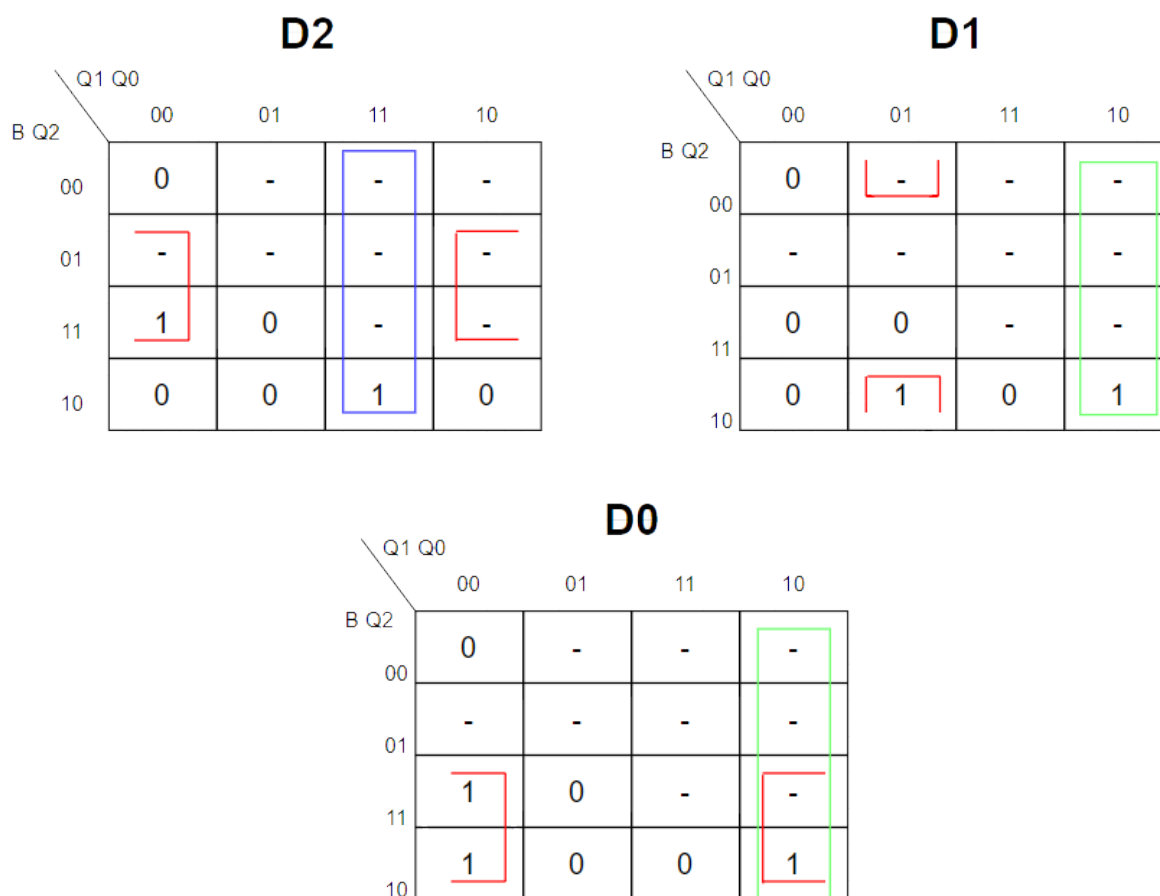 D2
Q1 Q0
00 01 11 10
B Q2
00 0 - - -
01 - - - -
11 1 0 - -
10 0 0 1 0
D1
Q1 Q0
00 01 11 10
B Q2
00 0 - - -
01 - - - -
11 0 0 - -
10 0 1 0 1
D0
Q1 Q0
00 01 11 10
B Q2
00 0 - - -
01 - - - -
11 1 0 - -
10 1 0 0 1